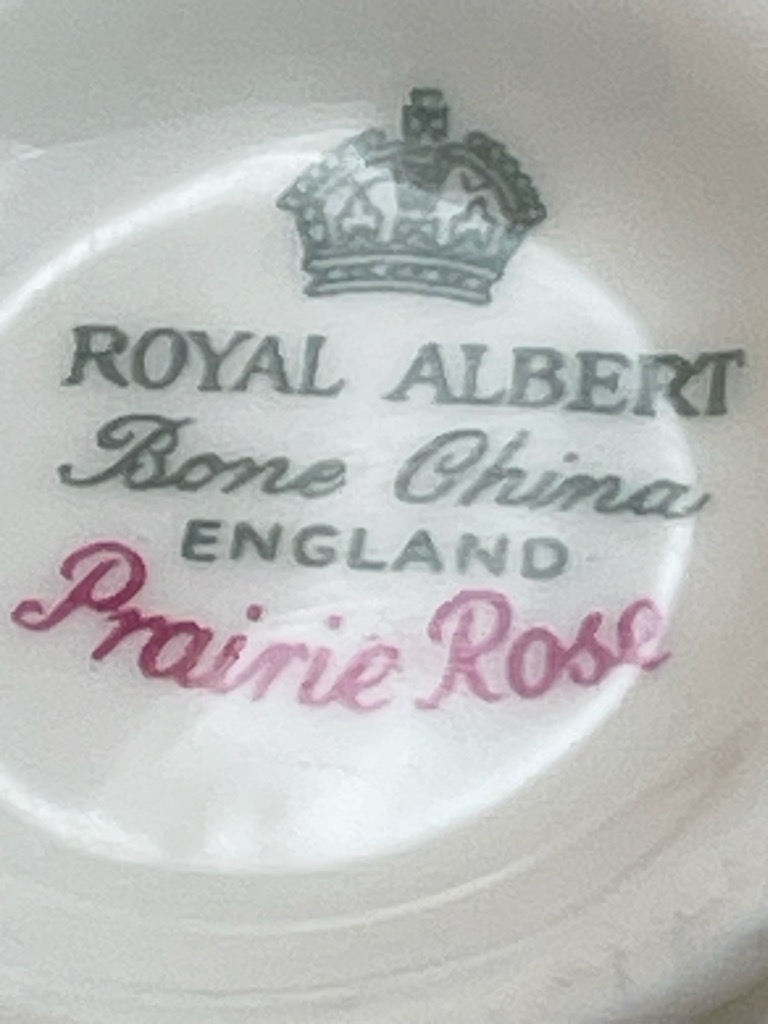 ROYAL ALBERT
Bone China
ENGLAND
Prairie Rose